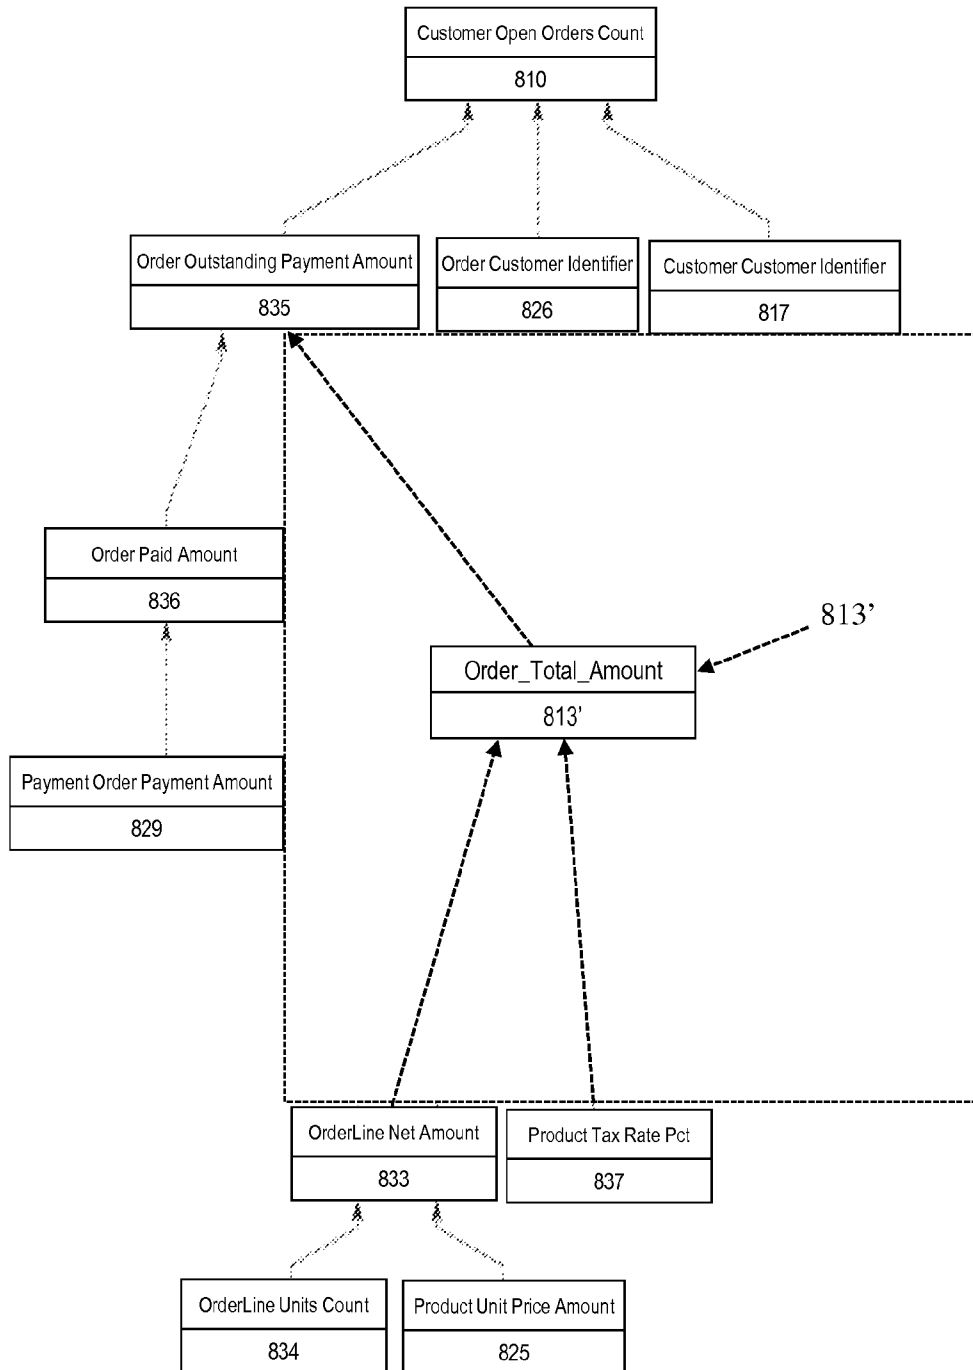 Customer Open Orders Count
810
Order Outstanding Payment Amount
835
Order Customer Identifier
826
Customer Customer Identifier
817
Order Paid Amount
836
813’
Order_Total_Amount
813’
Payment Order Payment Amount
829
OrderLine Net Amount
833
Product Tax Rate Pct
837
OrderLine Units Count
834
Product Unit Price Amount
825